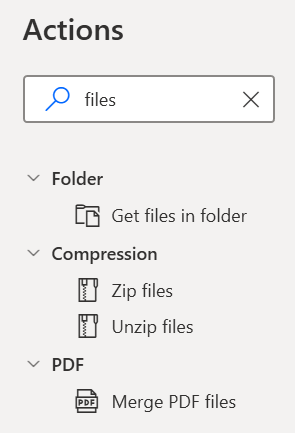 Actions
files
Folder
Get files in folder
Compression
Zip files
Unzip files
PDF
PDF
Merge PDF files